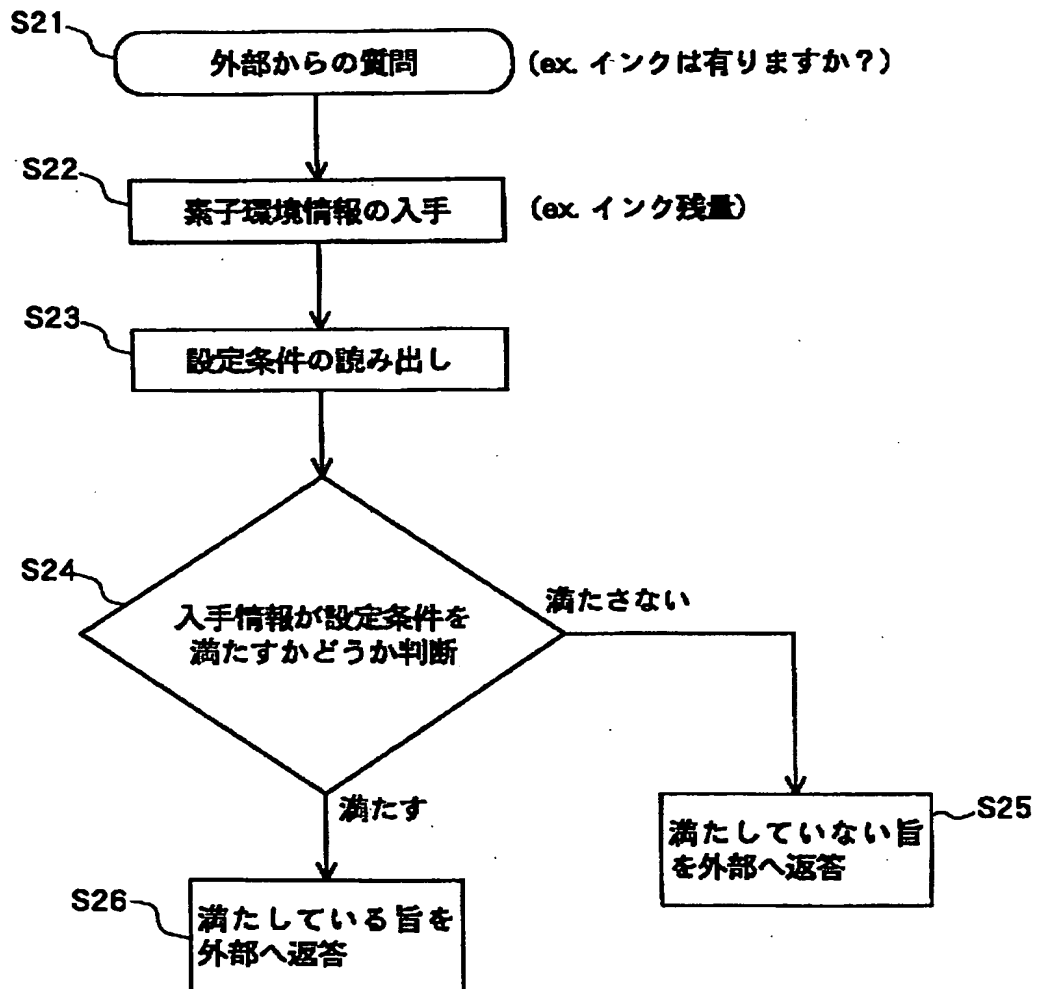 S21
外部からの質問
(ex. インクは有りますか？)
S22
素子環境情報の入手
(ex. インク残量)
S23
設定条件の読み出し
S24
入手情報が設定条件を
満たすかどうか判断
満たさない
満たす
S25
満たしていない旨
を外部へ返答
S26
満たしている旨を
外部へ返答